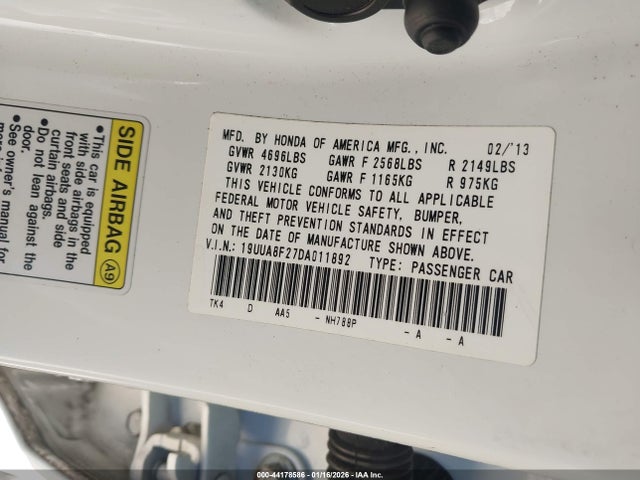 SIDE AIRBAG A9
•This car is equipped
with side airbags in the
front seats and side
curtain airbags.
•Do not lean against the
door.
•See owner's manual for
MFD. BY HONDA OF AMERICA MFG., INC. 02/'13
GVWR 4696LBS GAWR F 2568LBS R 2149LBS
GVWR 2130KG GAWR F 1165KG R 975KG
THIS VEHICLE CONFORMS TO ALL APPLICABLE
FEDERAL MOTOR VEHICLE SAFETY, BUMPER,
AND THEFT PREVENTION STANDARDS IN EFFECT
ON THE DATE OF MANUFACTURE SHOWN ABOVE.
V.I.N.: 19UUA8F27DA011892 TYPE: PASSENGER CAR
TK4 D AA5 - NH788P - A - A
000-44178586 - 01/16/2026 - IAA Inc.